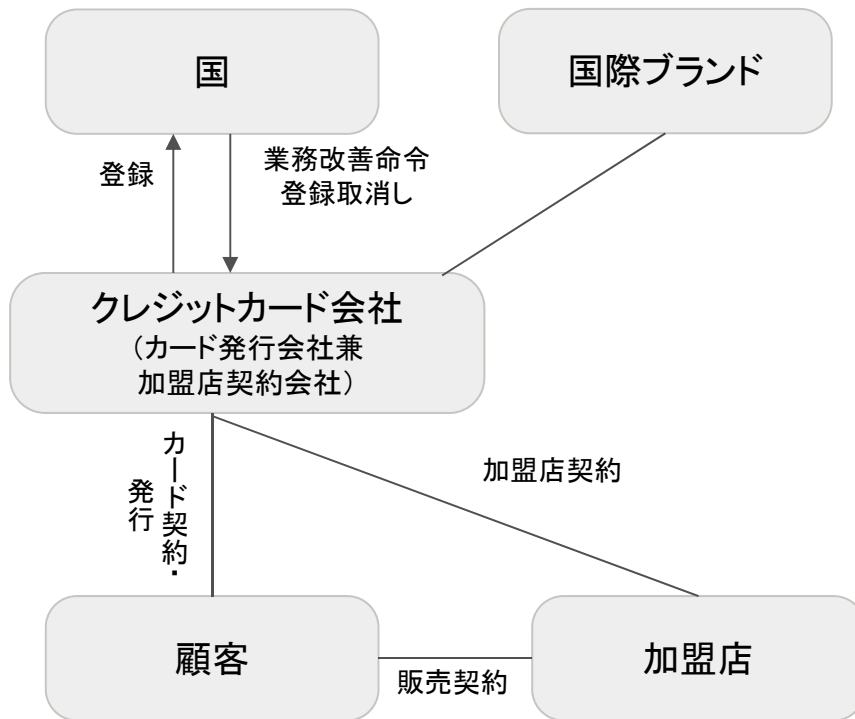 国
国際ブランド
登録
業務改善命令
登録取消し
クレジットカード会社
（カード発行会社兼
加盟店契約会社）
カード契約・
発行
加盟店契約
顧客
販売契約
加盟店